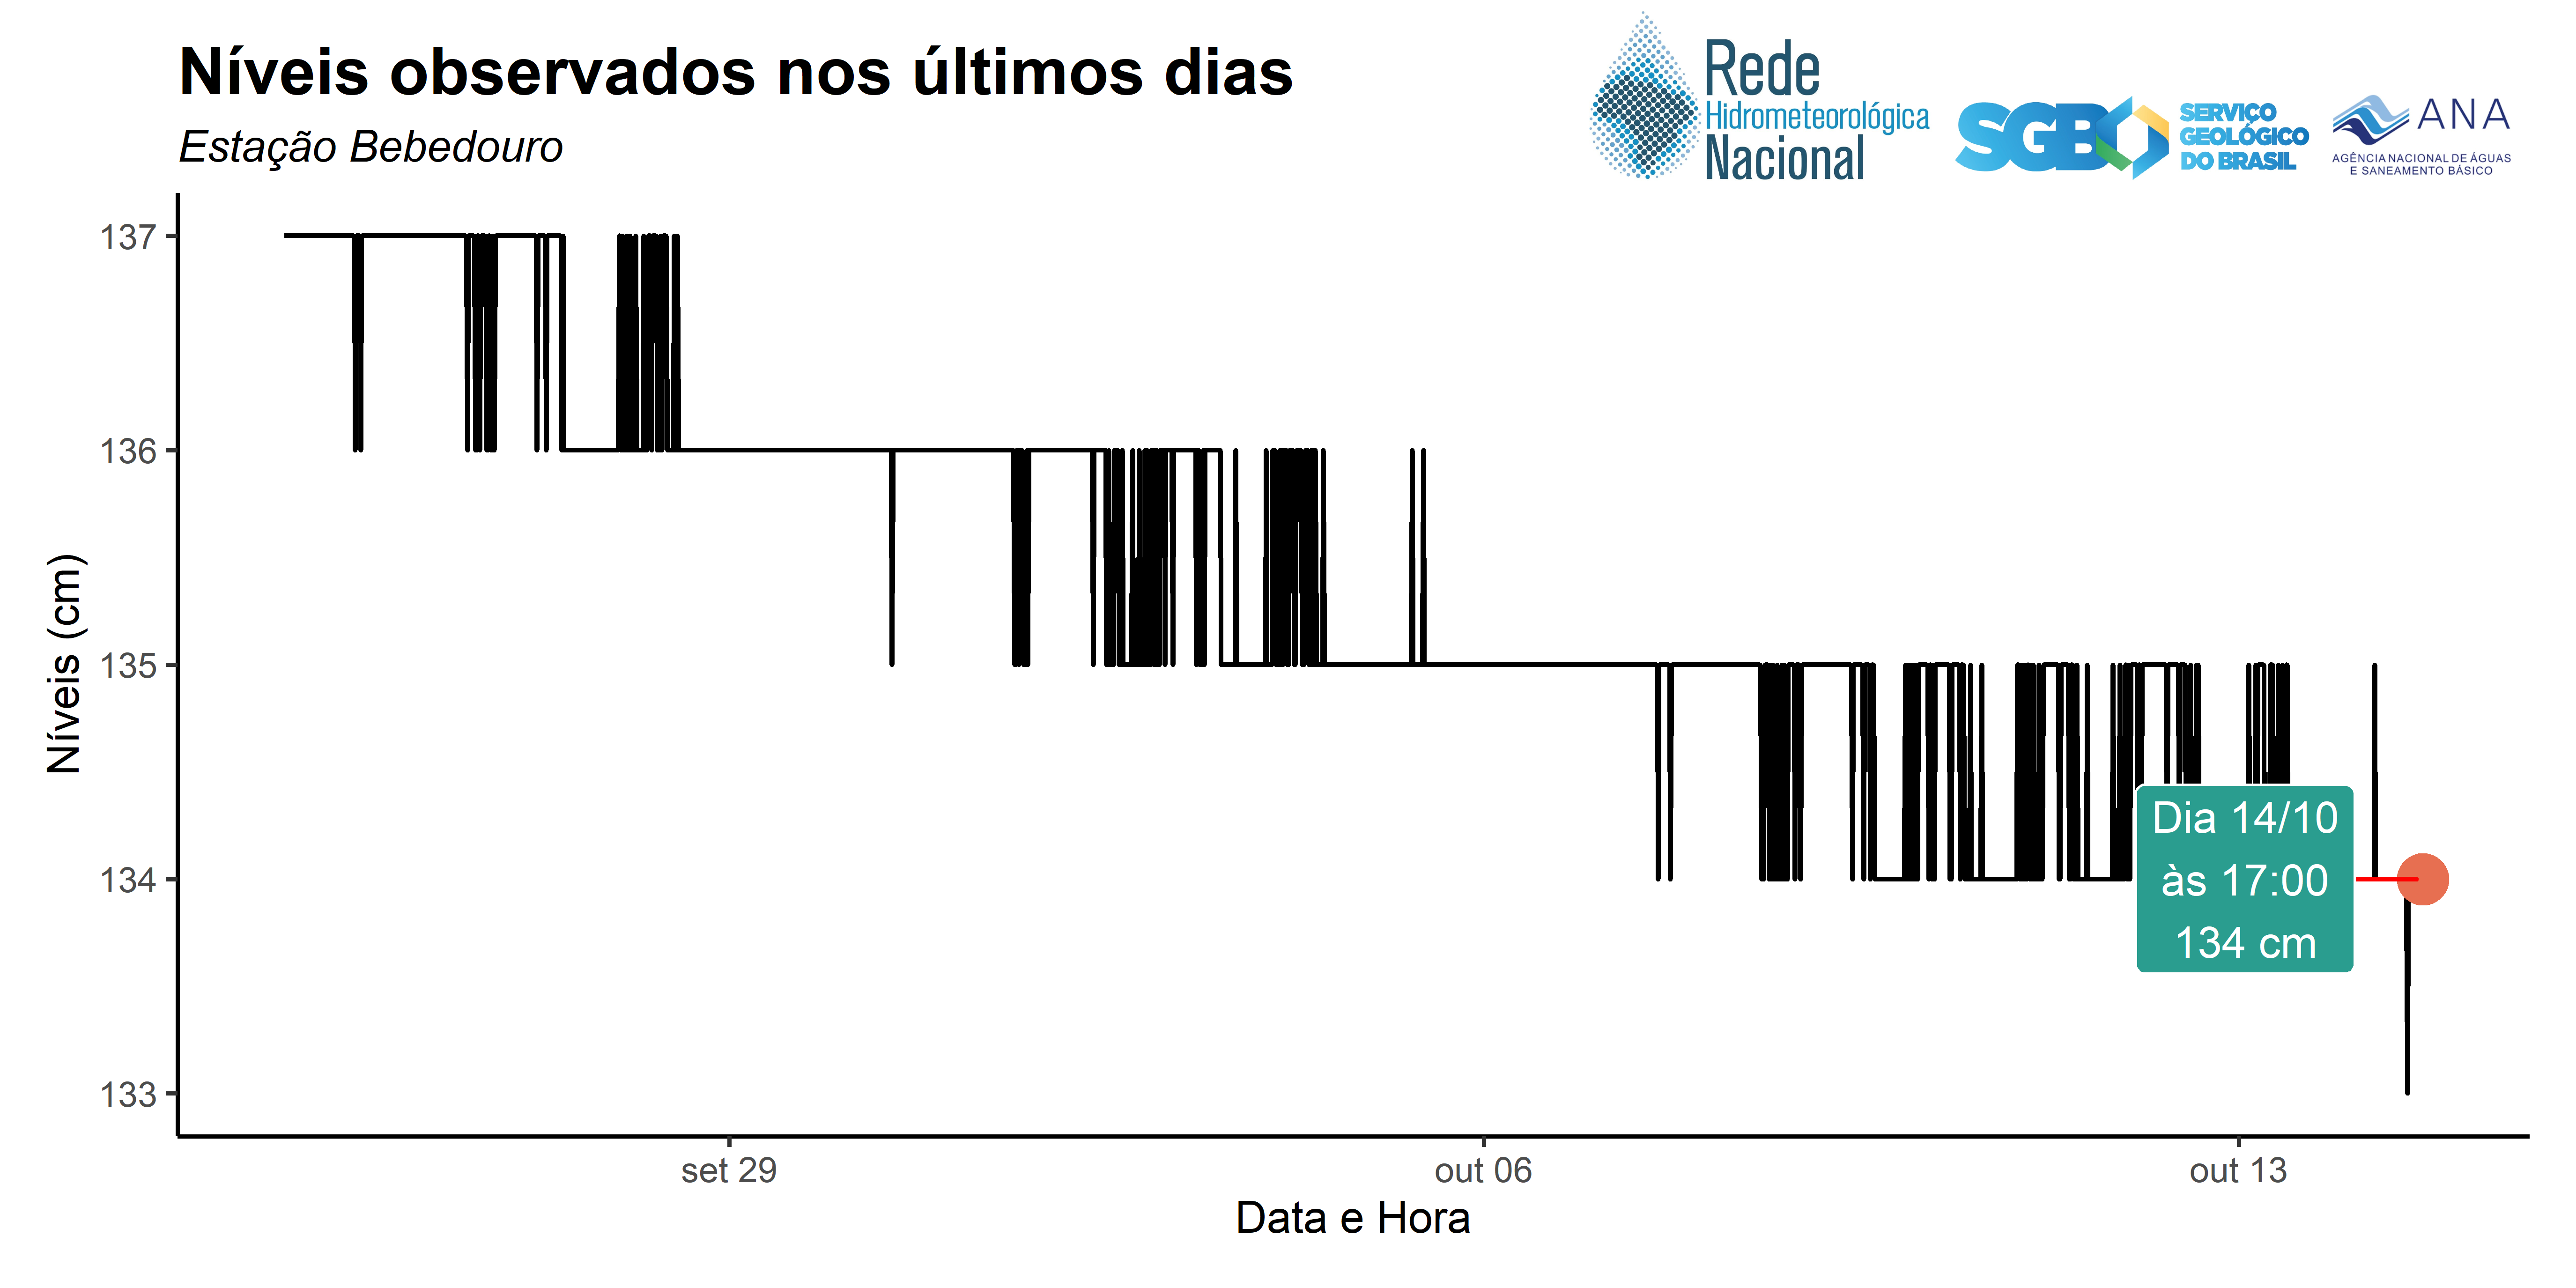 Níveis observados nos últimos dias
Estação Bebedouro
Rede
Hidrometeorológica
Nacional
SGB
SERVIÇO
GEOLÓGICO
DO BRASIL
ANA
AGÊNCIA NACIONAL DE ÁGUAS
E SANEAMENTO BÁSICO
Níveis (cm)
137
136
135
134
133
Dia 14/10
às 17:00
134 cm
set 29
out 06
out 13
Data e Hora